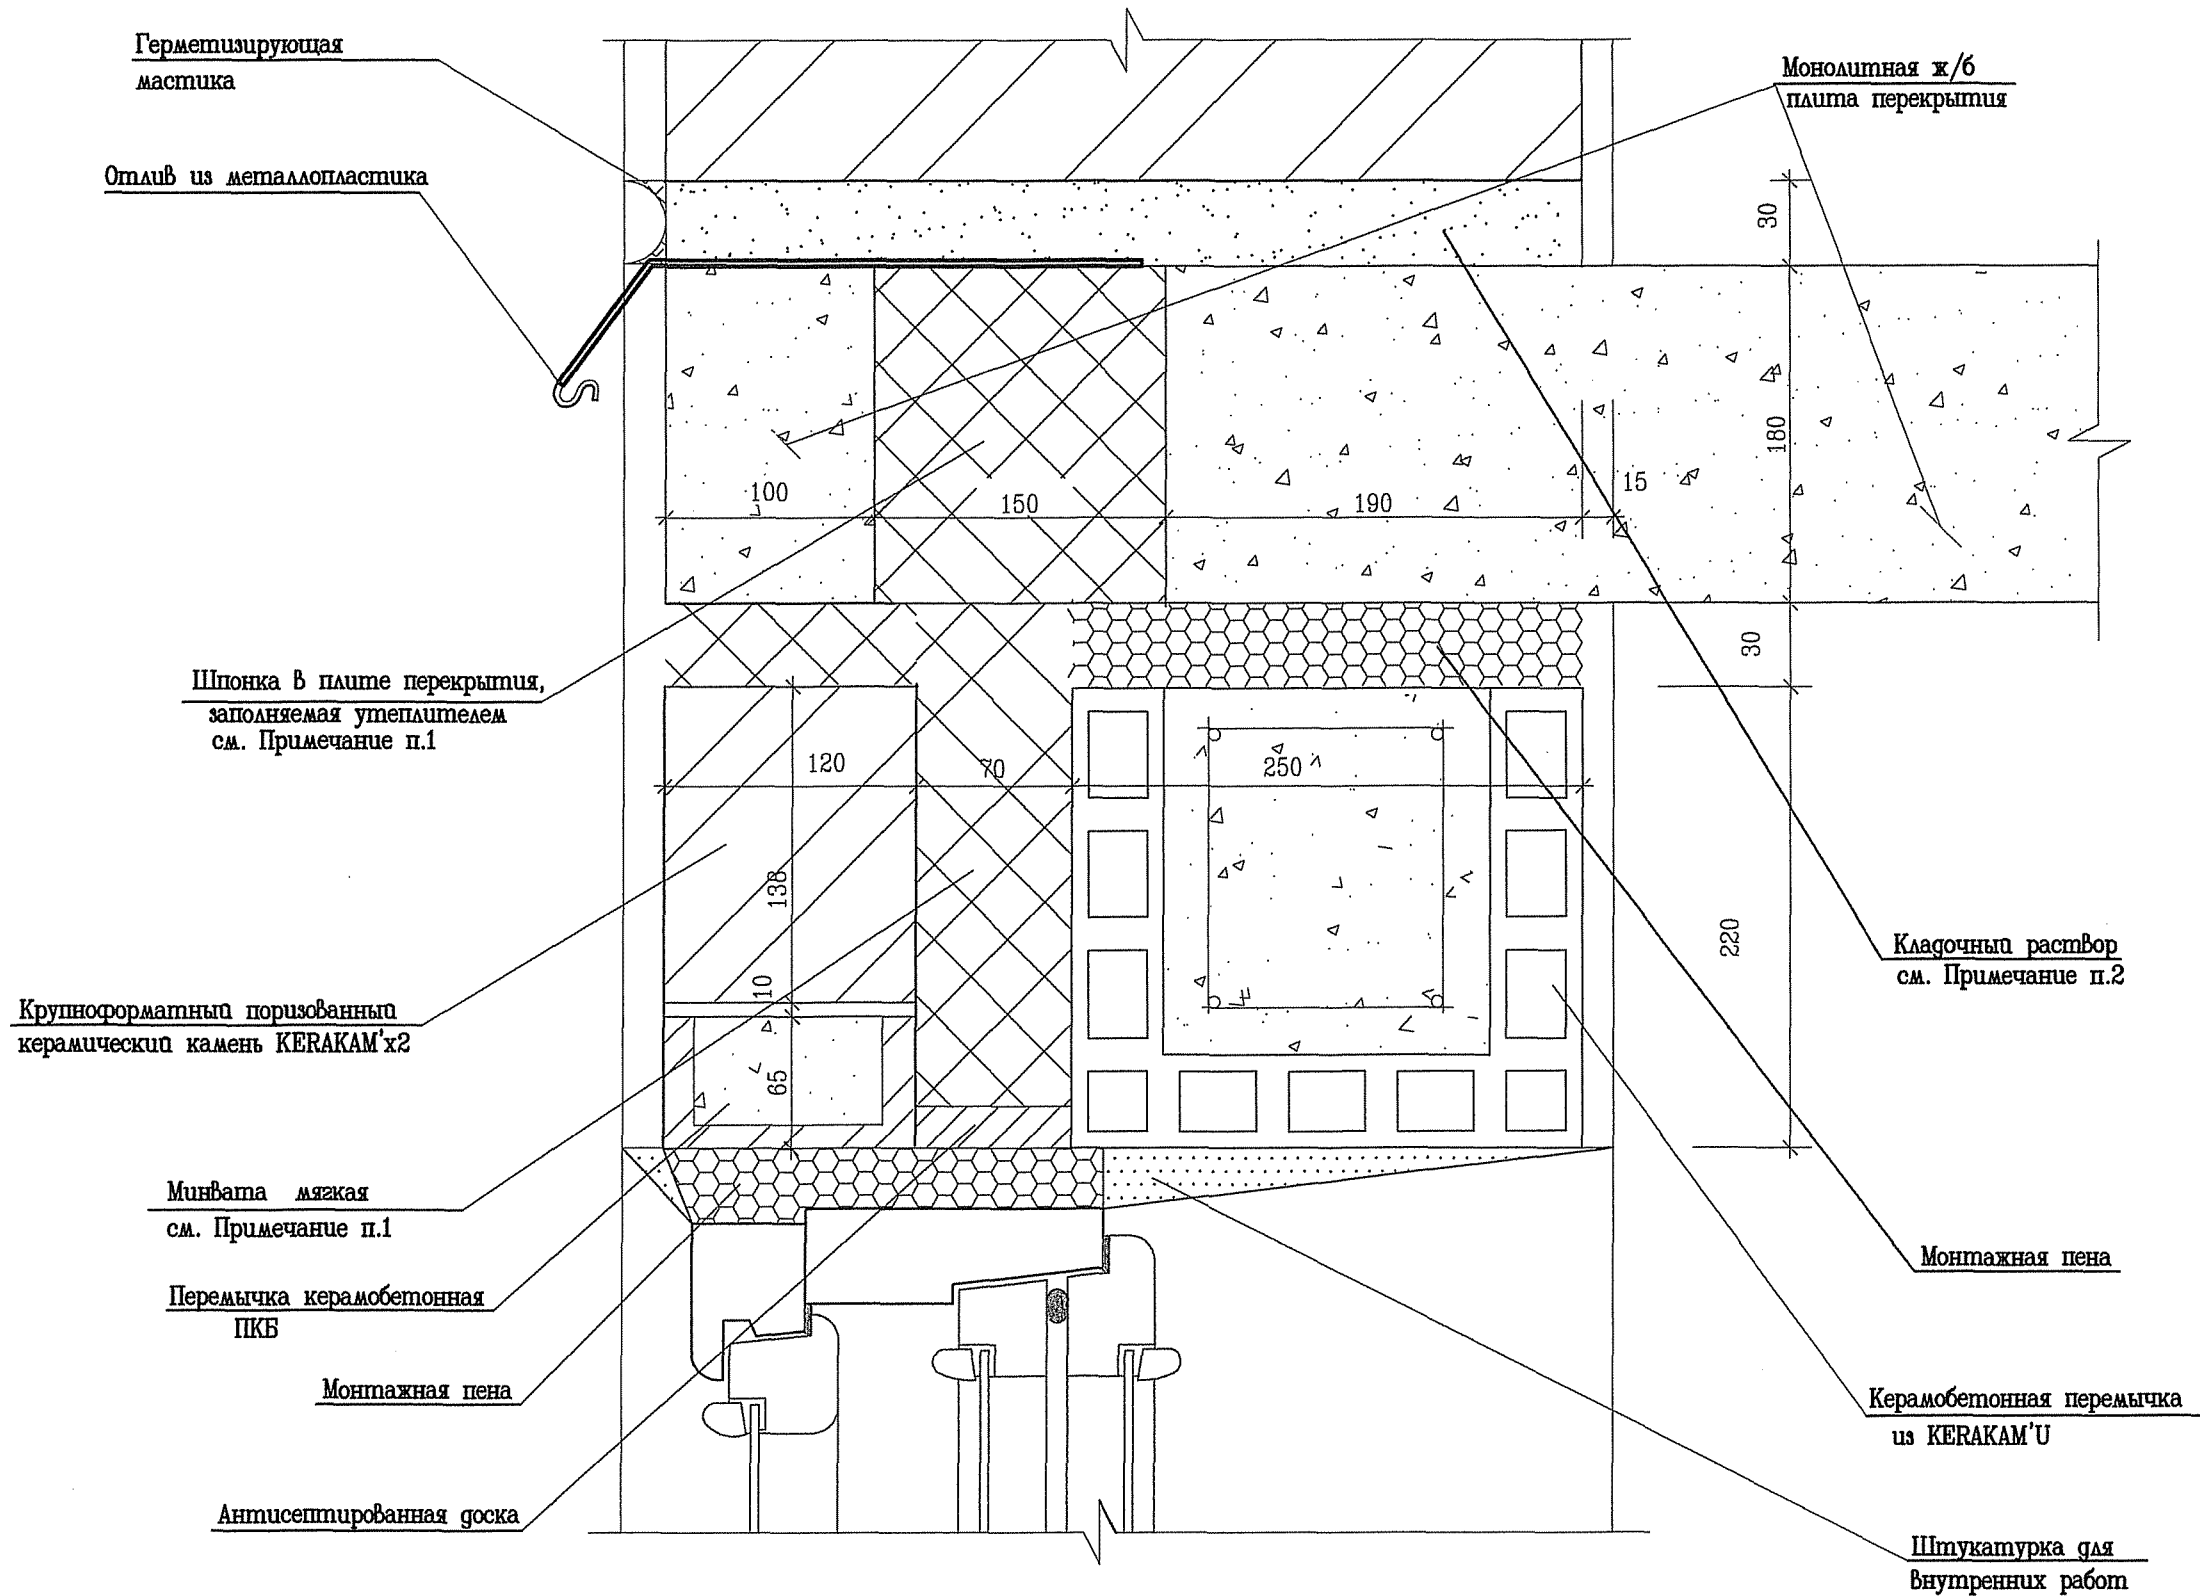 Герметизирующая
мастика
Монолитная ж/б
плита перекрытия
Отлив из металлопластика
30
180
100
150
190
15
30
Шпонка в плите перекрытия,
заполняемая утеплителем
см. Примечание п.1
120
70
250
138
220
Кладочный раствор
см. Примечание п.2
10
Крупноформатный поризованный
керамический камень KERAKAM'x2
65
Минвата мягкая
см. Примечание п.1
Монтажная пена
Перемычка керамобетонная
ПКБ
Монтажная пена
Керамобетонная перемычка
из KERAKAM'U
Антисептированная доска
Штукатурка для
внутренних работ